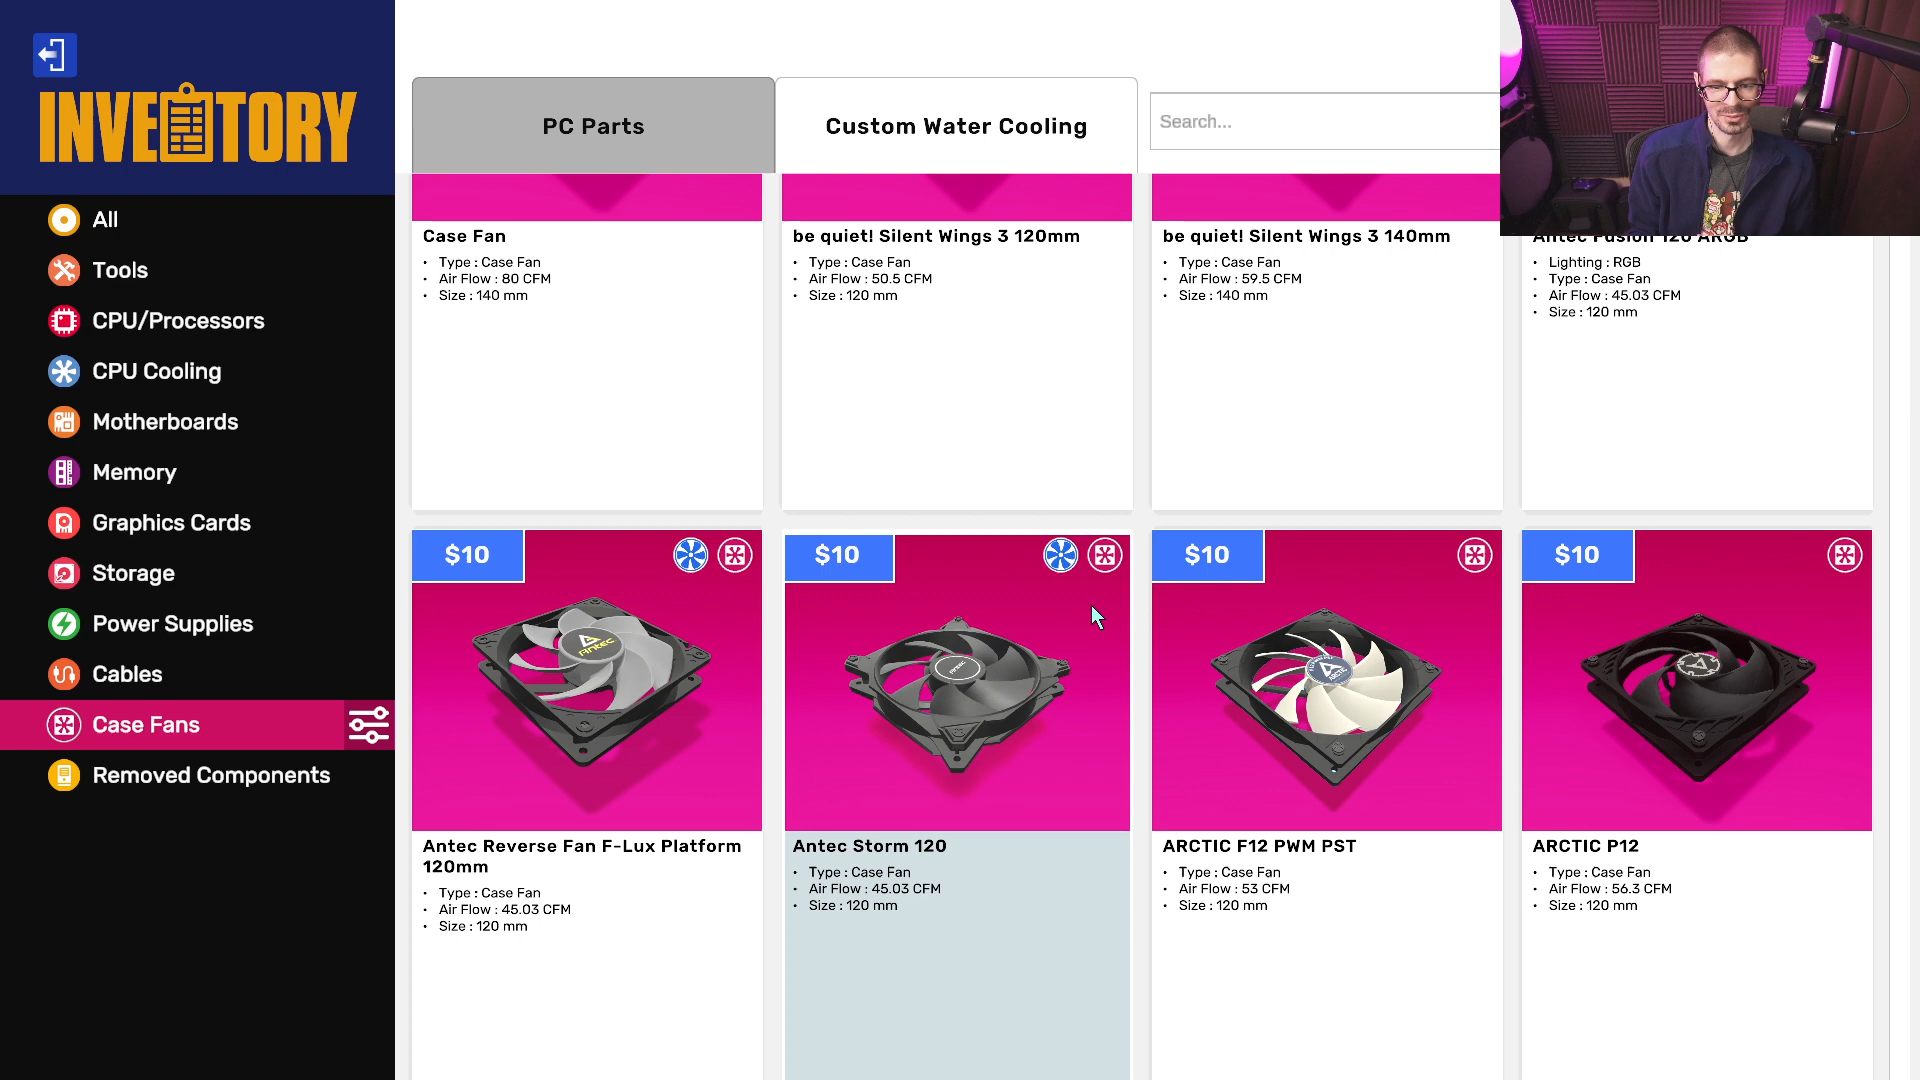 INVENTORY
PC Parts
Custom Water Cooling
Search...
All
Tools
CPU/Processors
CPU Cooling
Motherboards
Memory
Graphics Cards
Storage
Power Supplies
Cables
Case Fans
Removed Components
Case Fan
• Type : Case Fan
• Air Flow : 80 CFM
• Size : 140 mm
be quiet! Silent Wings 3 120mm
• Type : Case Fan
• Air Flow : 50.5 CFM
• Size : 120 mm
be quiet! Silent Wings 3 140mm
• Type : Case Fan
• Air Flow : 59.5 CFM
• Size : 140 mm
Antec Fusion 120 ARGB
• Lighting : RGB
• Type : Case Fan
• Air Flow : 45.03 CFM
• Size : 120 mm
$10
ANTEC
Antec Reverse Fan F-Lux Platform
120mm
• Type : Case Fan
• Air Flow : 45.03 CFM
• Size : 120 mm
$10
ANTEC
Antec Storm 120
• Type : Case Fan
• Air Flow : 45.03 CFM
• Size : 120 mm
$10
ARCTIC
ARCTIC F12 PWM PST
• Type : Case Fan
• Air Flow : 53 CFM
• Size : 120 mm
$10
ARCTIC P12
• Type : Case Fan
• Air Flow : 56.3 CFM
• Size : 120 mm